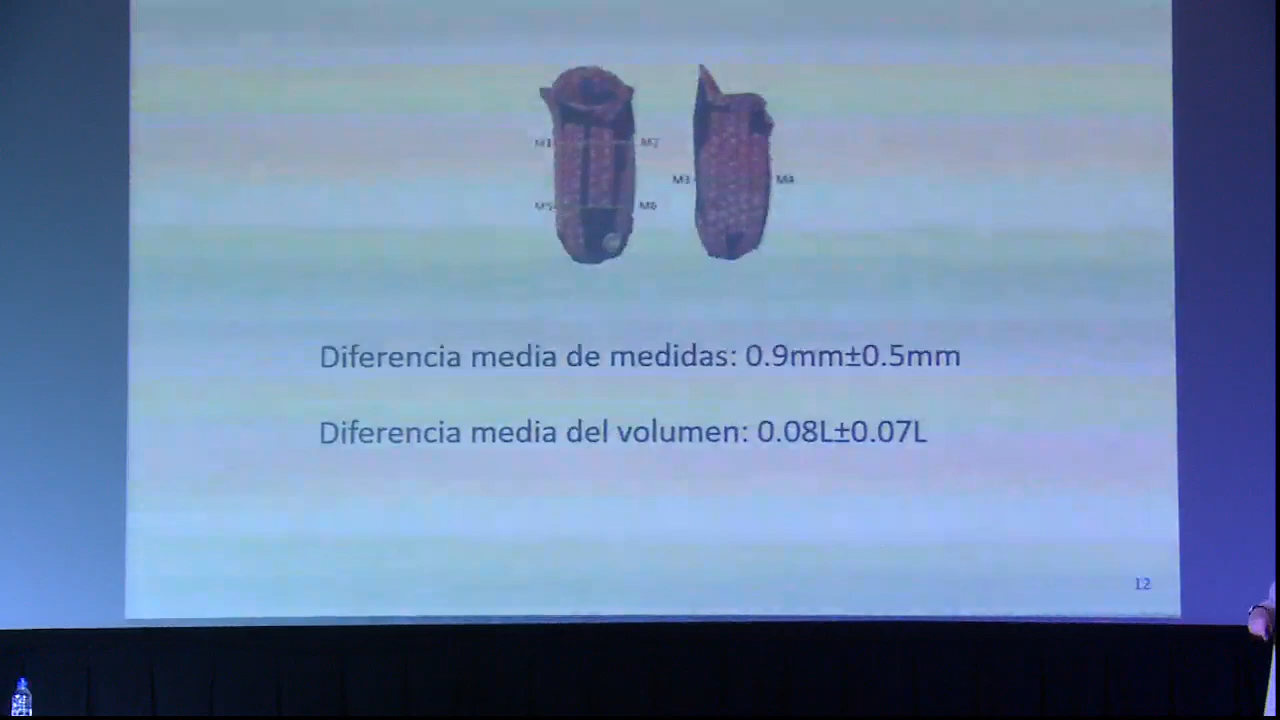 M1 M2
M3 M4
M5 M6
Diferencia media de medidas: 0.9mm±0.5mm
Diferencia media del volumen: 0.08L±0.07L
12